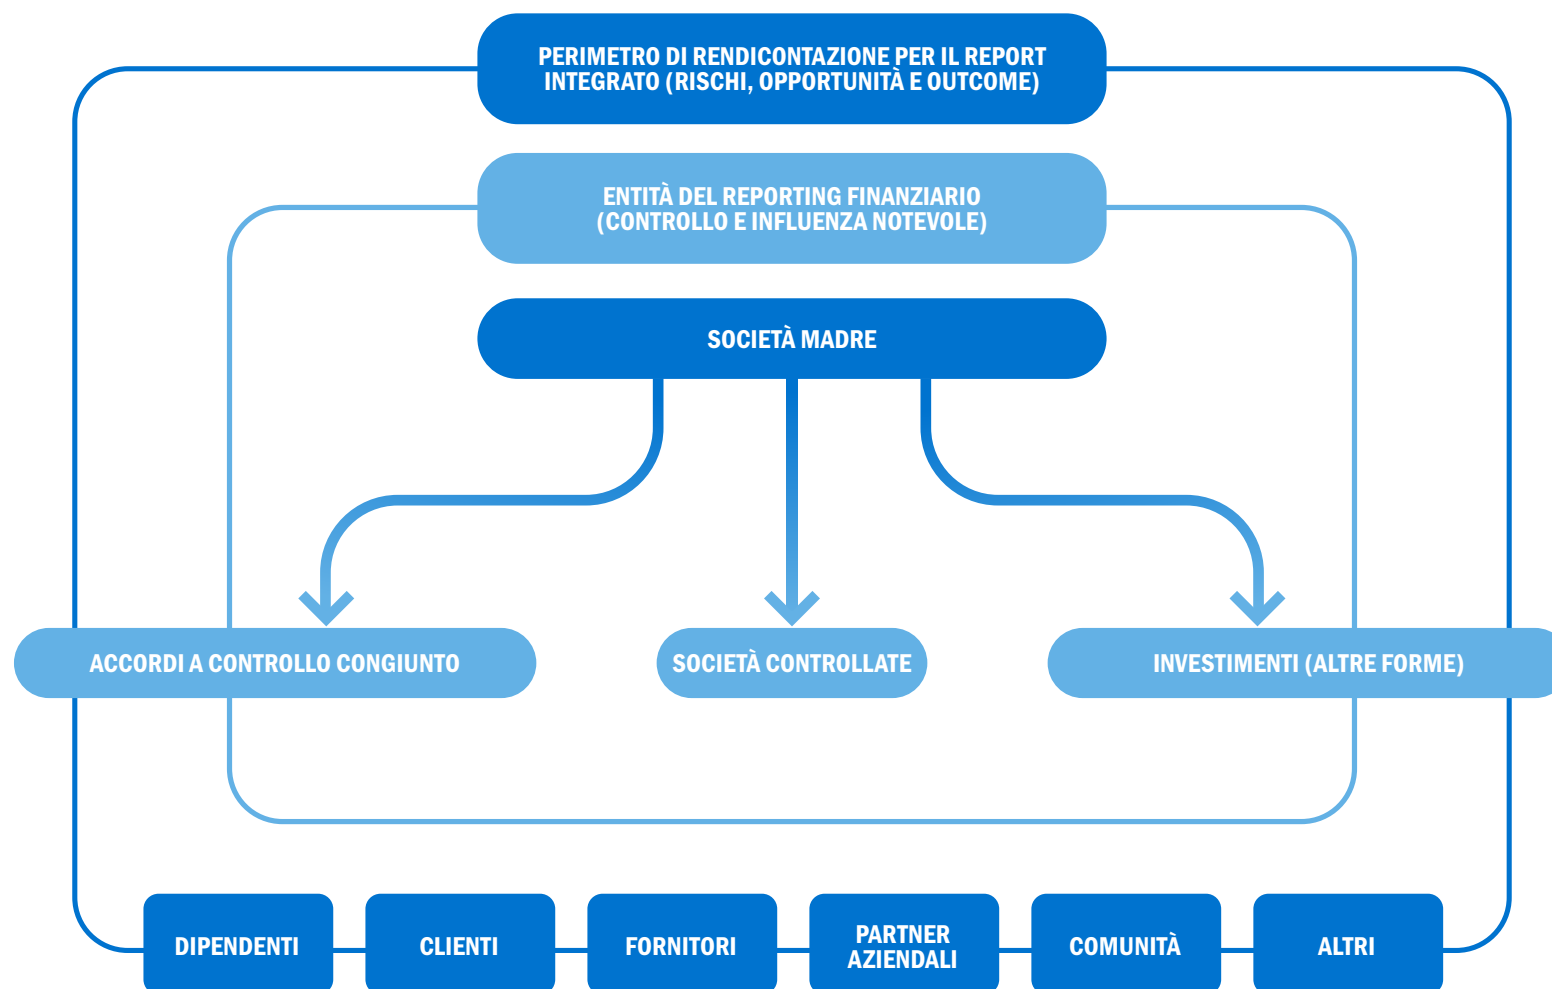 PERIMETRO DI RENDICONTAZIONE PER IL REPORT
INTEGRATO (RISCHI, OPPORTUNITÀ E OUTCOME)
ENTITÀ DEL REPORTING FINANZIARIO
(CONTROLLO E INFLUENZA NOTEVOLE)
SOCIETÀ MADRE
ACCORDI A CONTROLLO CONGIUNTO
SOCIETÀ CONTROLLATE
INVESTIMENTI (ALTRE FORME)
DIPENDENTI
CLIENTI
FORNITORI
PARTNER
AZIENDALI
COMUNITÀ
ALTRI